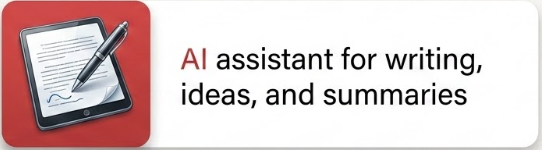 AI assistant for writing,
ideas, and summaries